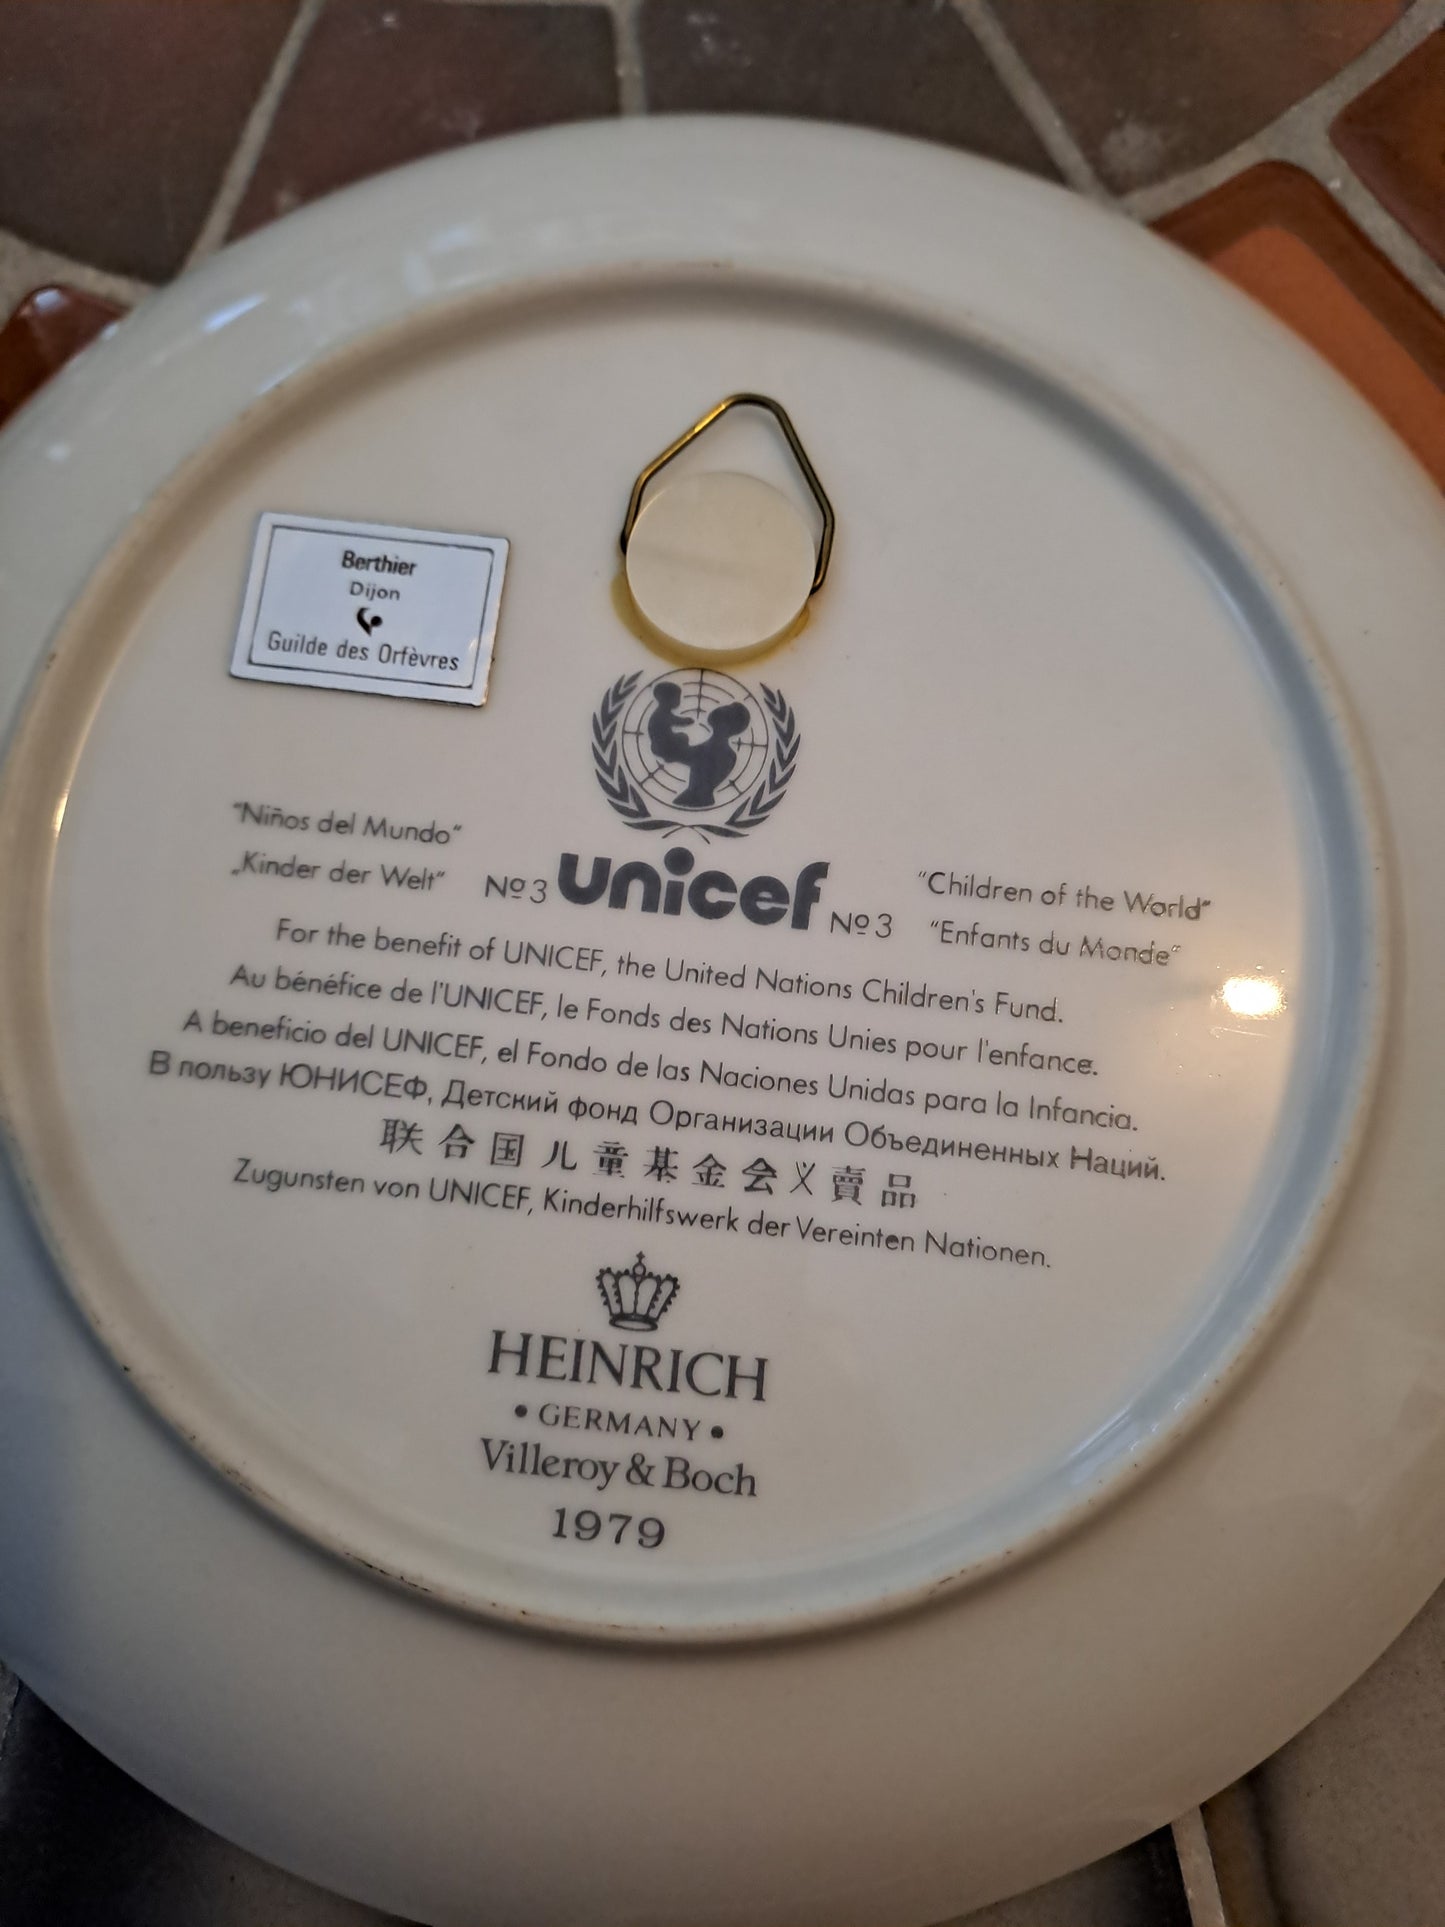 Berthier
Dijon
Guilde des Orfèvres
"Niños del Mundo"
„Kinder der Welt“
Nº 3
unicef
Nº 3
"Children of the World"
"Enfants du Monde"
For the benefit of UNICEF, the United Nations Children's Fund.
Au bénéfice de l'UNICEF, le Fonds des Nations Unies pour l'enfance.
A beneficio del UNICEF, el Fondo de las Naciones Unidas para la Infancia.
В пользу ЮНИСЕФ, Детский фонд Организации Объединенных Наций.
联合国儿童基金会义賣品
Zugunsten von UNICEF, Kinderhilfswerk der Vereinten Nationen.
HEINRICH
• GERMANY •
Villeroy & Boch
1979